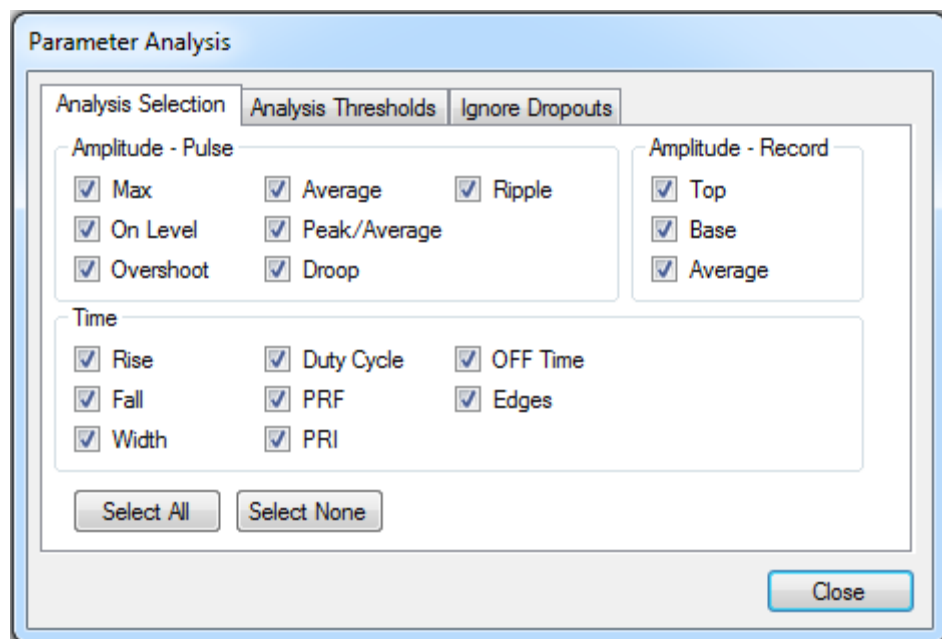 Parameter Analysis
Analysis Selection Analysis Thresholds Ignore Dropouts
Amplitude - Pulse
Max Average Ripple
On Level Peak/Average
Overshoot Droop
Amplitude - Record
Top
Base
Average
Time
Rise Duty Cycle OFF Time
Fall PRF Edges
Width PRI
Select All Select None
Close